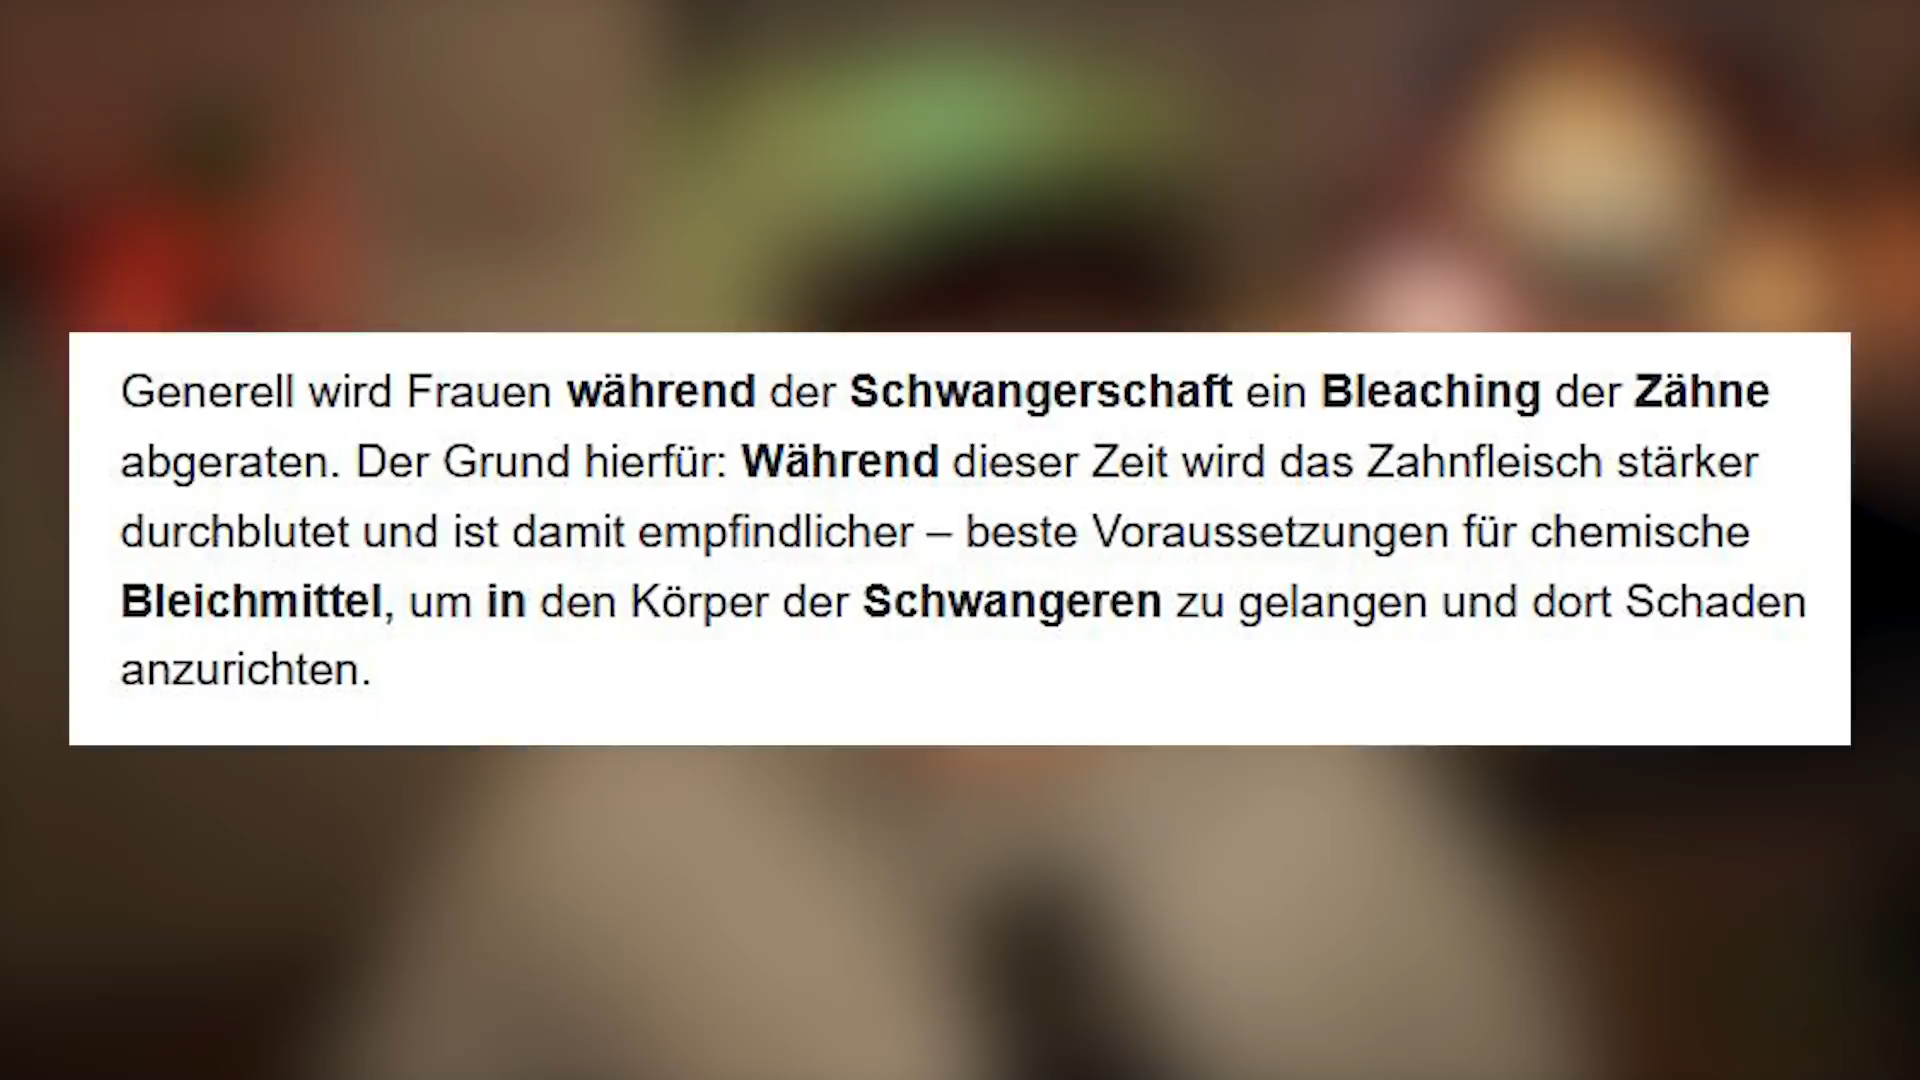 Generell wird Frauen während der Schwangerschaft ein Bleaching der Zähne
abgeraten. Der Grund hierfür: Während dieser Zeit wird das Zahnfleisch stärker
durchblutet und ist damit empfindlicher – beste Voraussetzungen für chemische
Bleichmittel, um in den Körper der Schwangeren zu gelangen und dort Schaden
anzurichten.